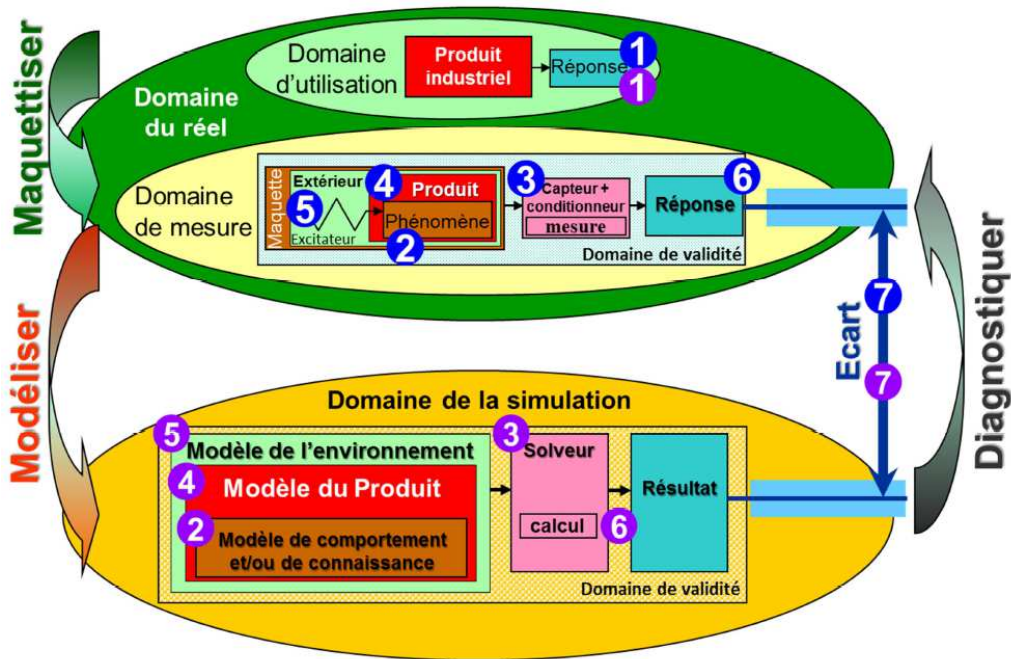 Maquettiser
Modéliser
Domaine
du réel
Domaine
d'utilisation
Produit
industriel
Réponse
1
1
Domaine
de mesure
Maquette
Extérieur
5
Excitateur
4
Produit
Phénomène
2
3
Capteur +
conditionneur
mesure
6
Réponse
Domaine de validité
7
Ecart
7
Diagnostiquer
Domaine de la simulation
5
Modèle de l'environnement
4
Modèle du Produit
2
Modèle de comportement
et/ou de connaissance
3
Solveur
calcul
6
Résultat
Domaine de validité